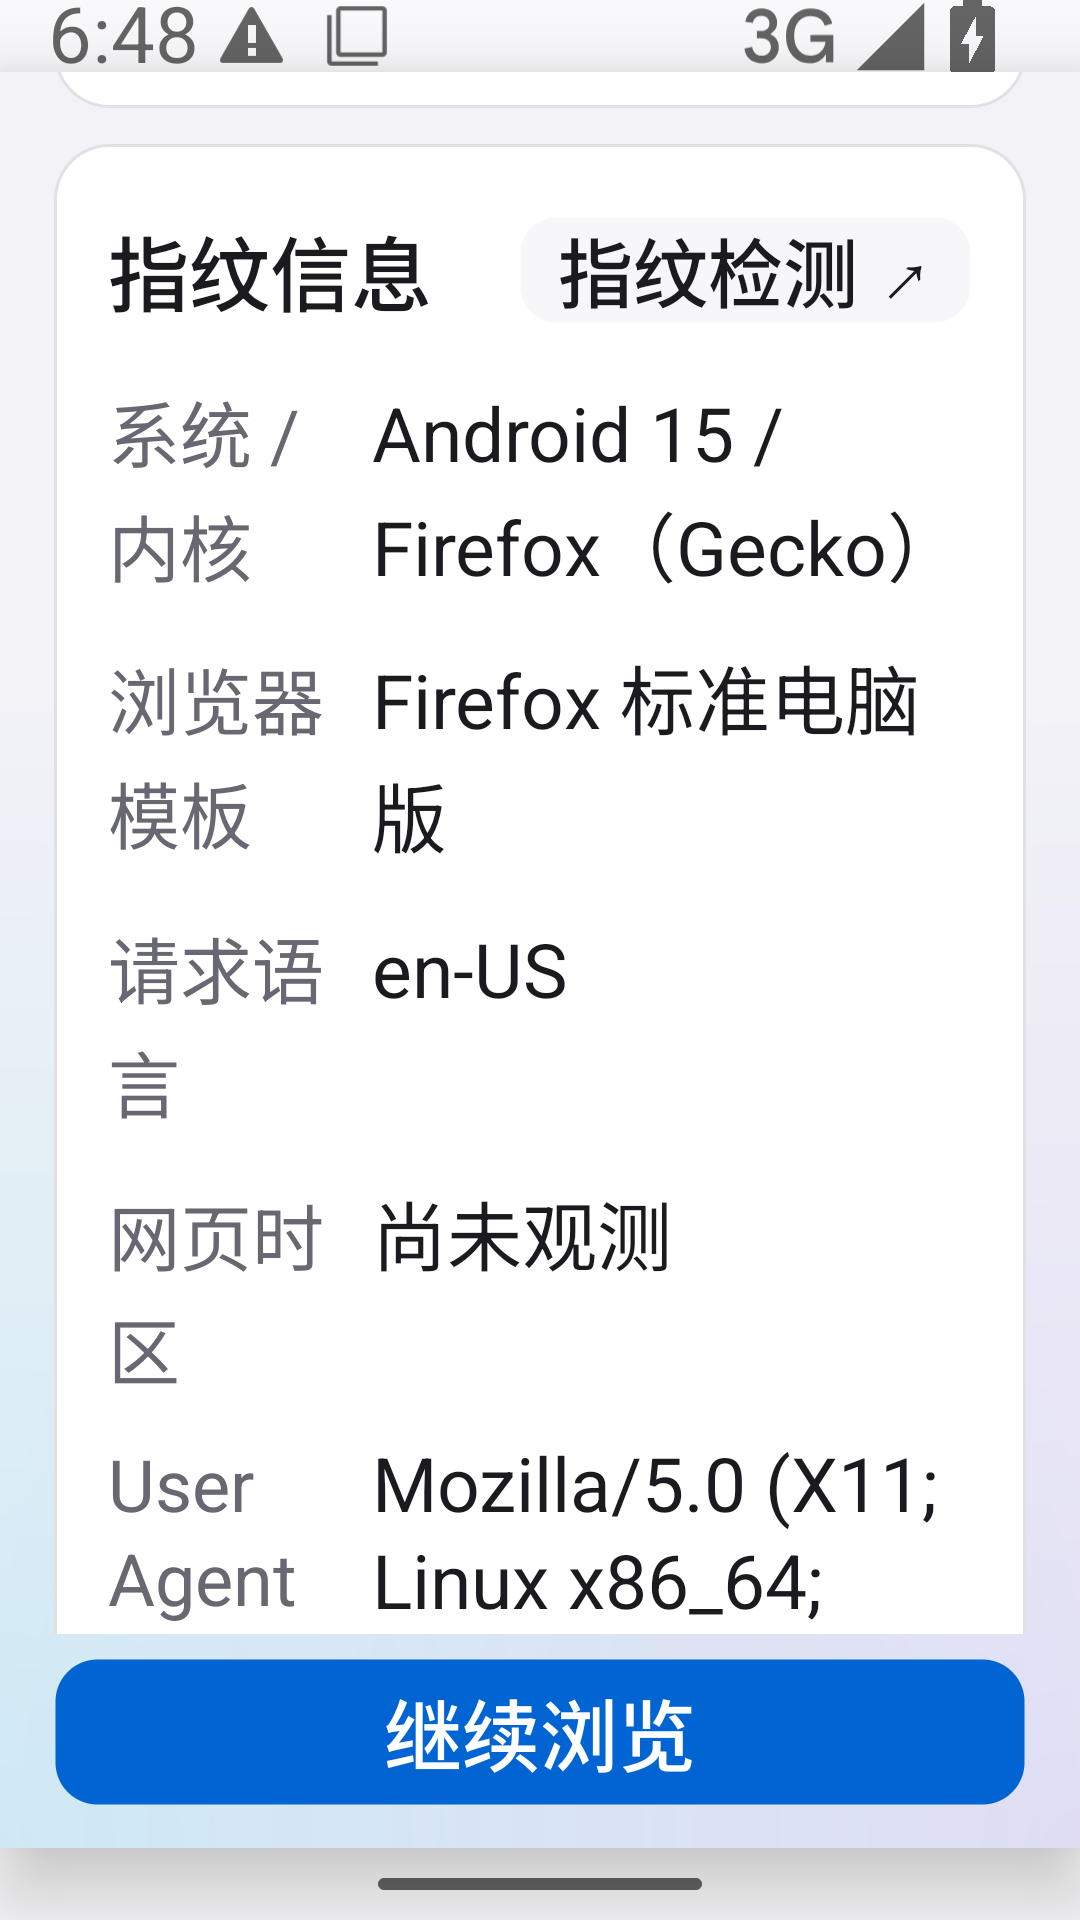 6:48
3G
指纹信息
指纹检测 ↗
系统 /
内核
Android 15 /
Firefox（Gecko）
浏览器
模板
Firefox 标准电脑
版
请求语
言
en-US
网页时
区
尚未观测
User
Agent
Mozilla/5.0 (X11;
Linux x86_64;
继续浏览